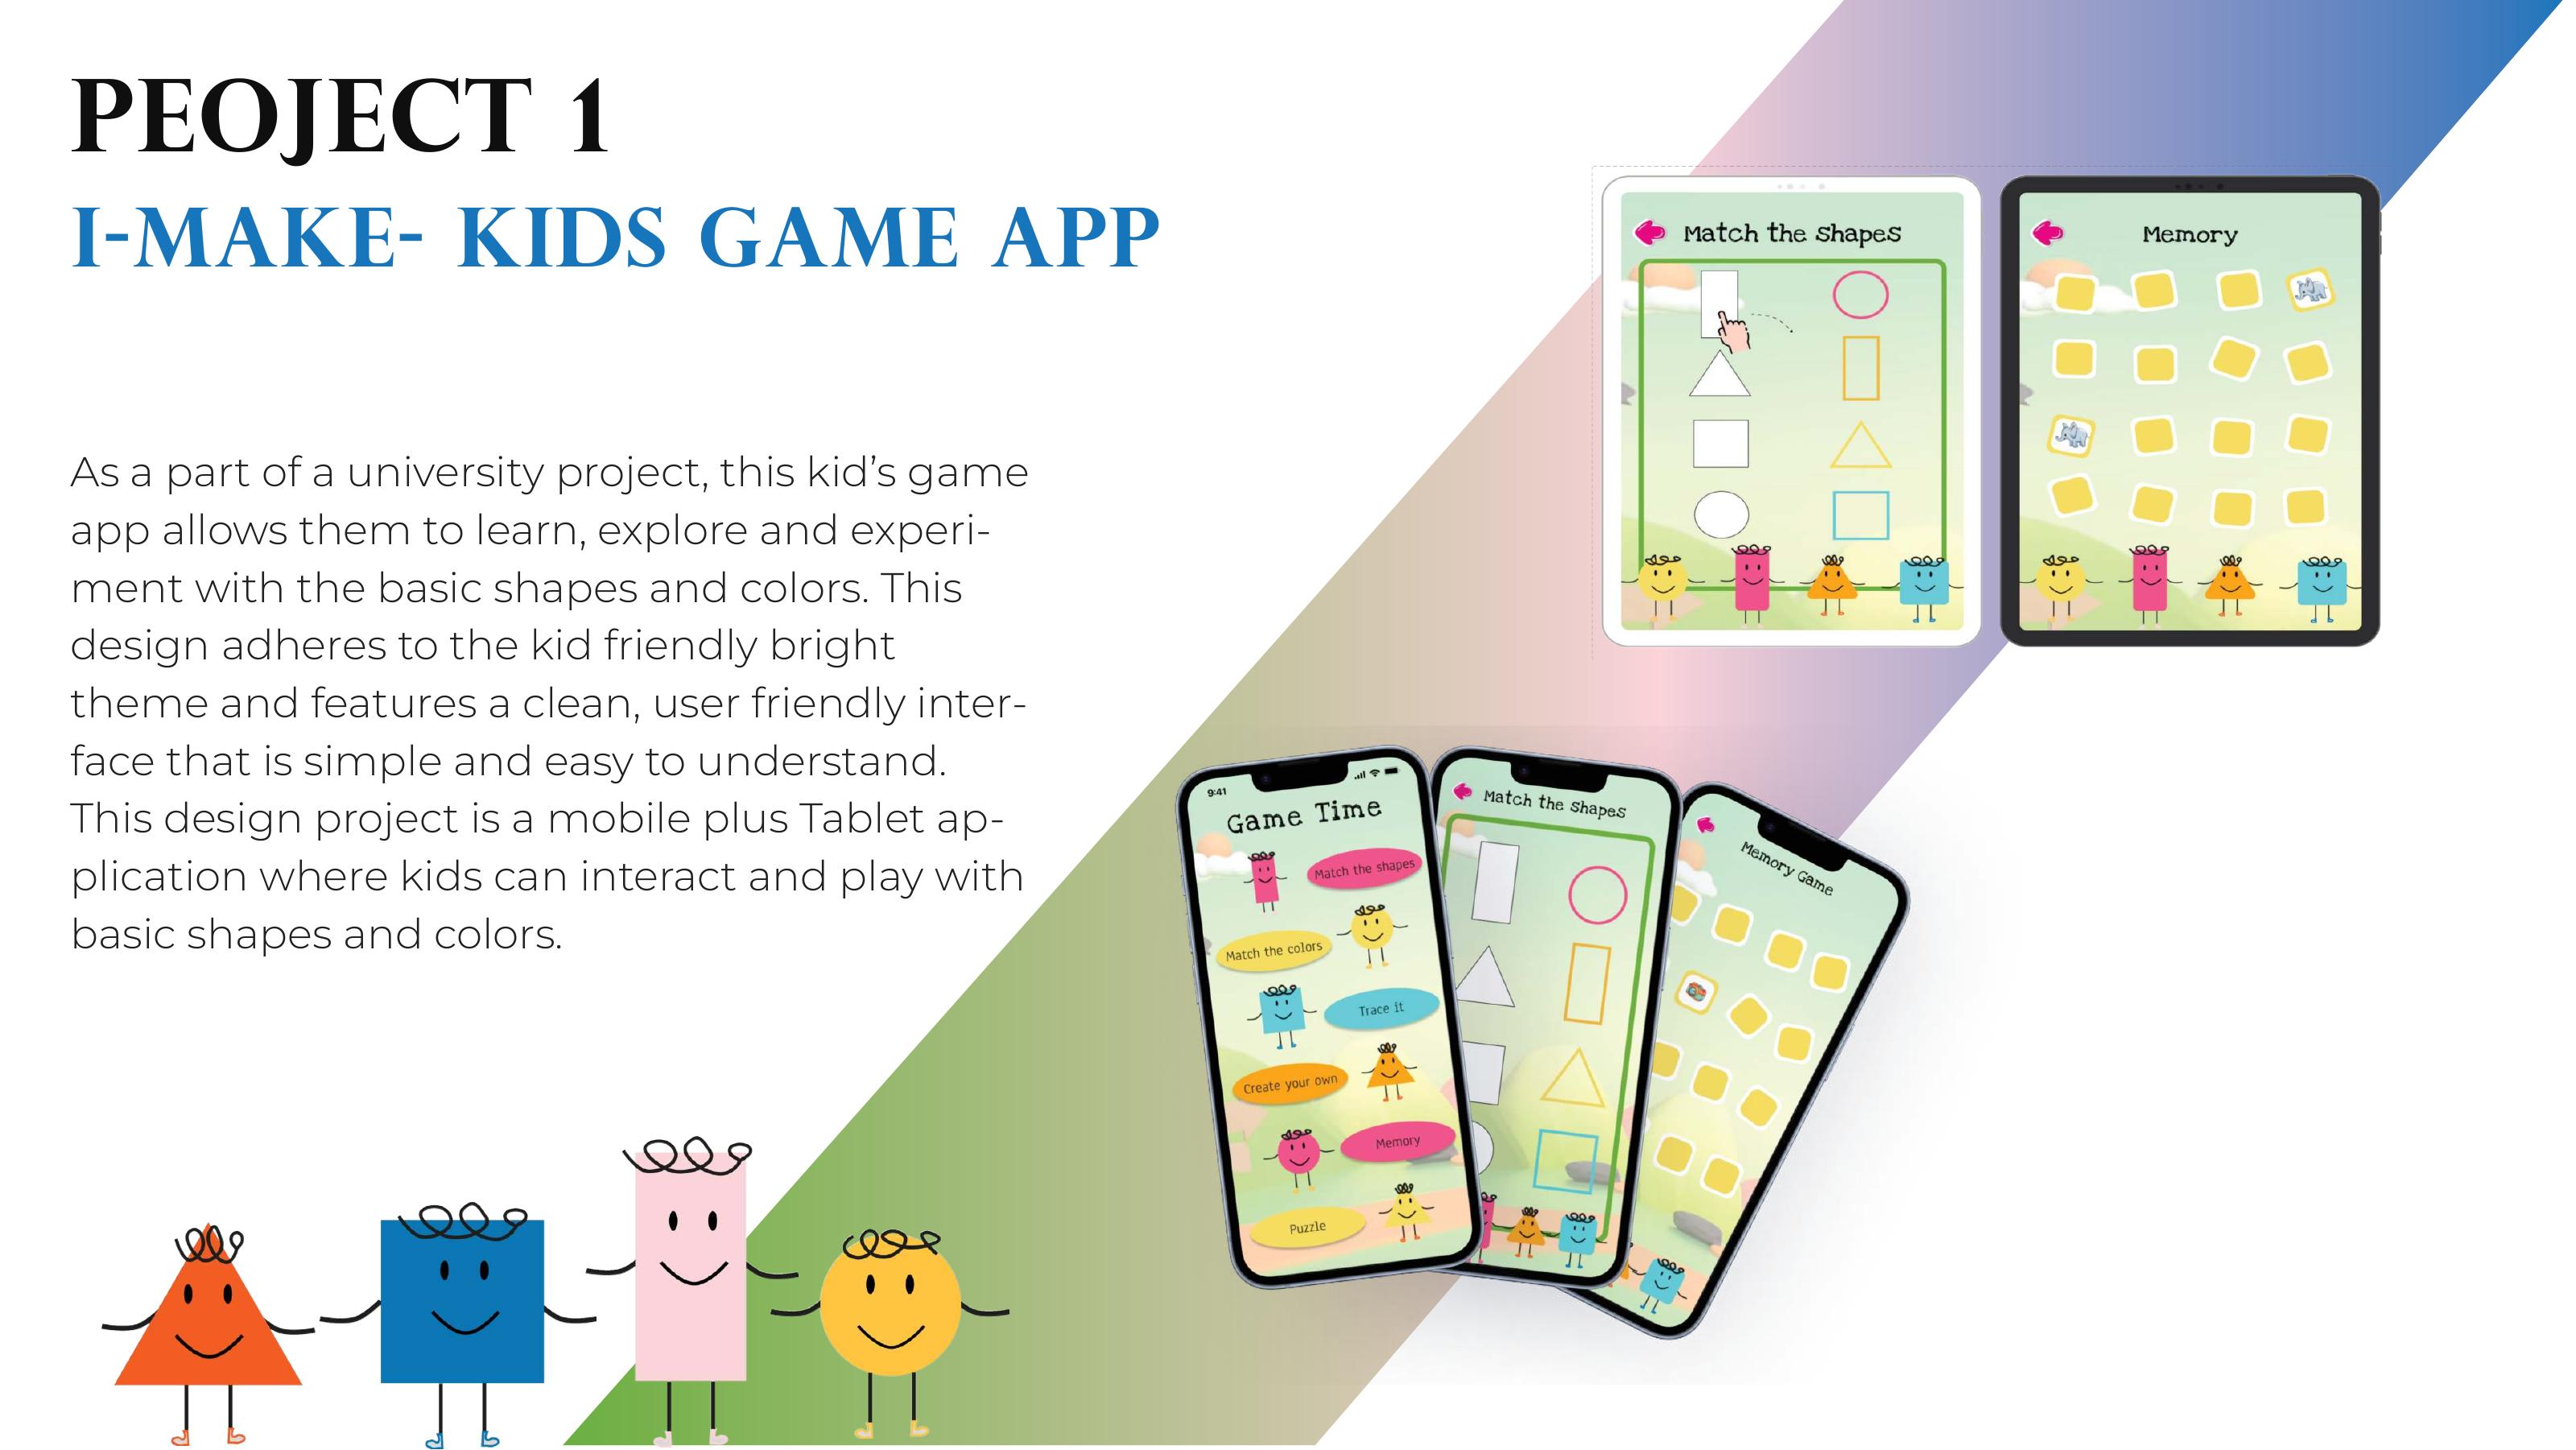 PEOJECT 1
I-MAKE- KIDS GAME APP
As a part of a university project, this kid’s game
app allows them to learn, explore and experi-
ment with the basic shapes and colors. This
design adheres to the kid friendly bright
theme and features a clean, user friendly inter-
face that is simple and easy to understand.
This design project is a mobile plus Tablet ap-
plication where kids can interact and play with
basic shapes and colors.
Match the shapes
Memory
9:41
Game Time
Match the shapes
Match the colors
Trace it
Create your own
Memory
Puzzle
Match the shapes
Memory Game